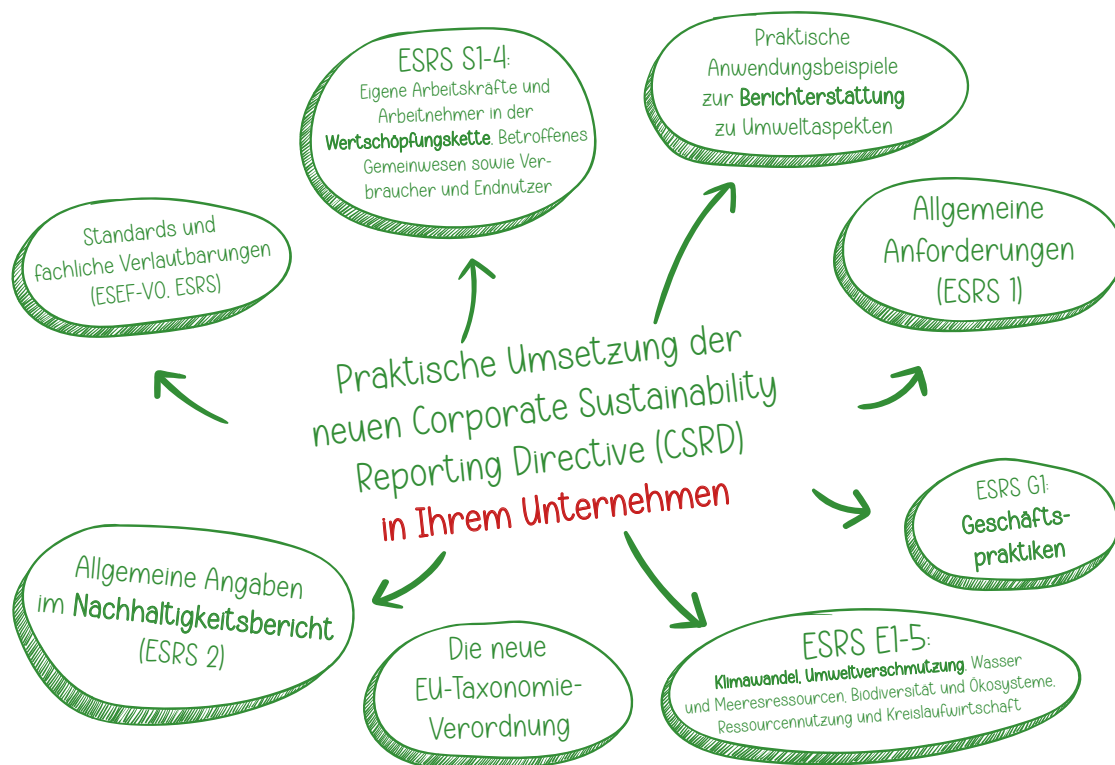 ESRS S1-4:
Eigene Arbeitskräfte und
Arbeitnehmer in der
Wertschöpfungskette, Betroffenes
Gemeinwesen sowie Ver-
braucher und Endnutzer
Praktische
Anwendungsbeispiele
zur Berichterstattung
zu Umweltaspekten
Standards und
fachliche Verlautbarungen
(ESEF-VO, ESRS)
Allgemeine
Anforderungen
(ESRS 1)
Praktische Umsetzung der
neuen Corporate Sustainability
Reporting Directive (CSRD)
in Ihrem Unternehmen
ESRS G1:
Geschäfts-
praktiken
Allgemeine Angaben
im Nachhaltigkeitsbericht
(ESRS 2)
Die neue
EU-Taxonomie-
Verordnung
ESRS E1-5:
Klimawandel, Umweltverschmutzung, Wasser
und Meeresressourcen, Biodiversität und Ökosysteme,
Ressourcennutzung und Kreislaufwirtschaft